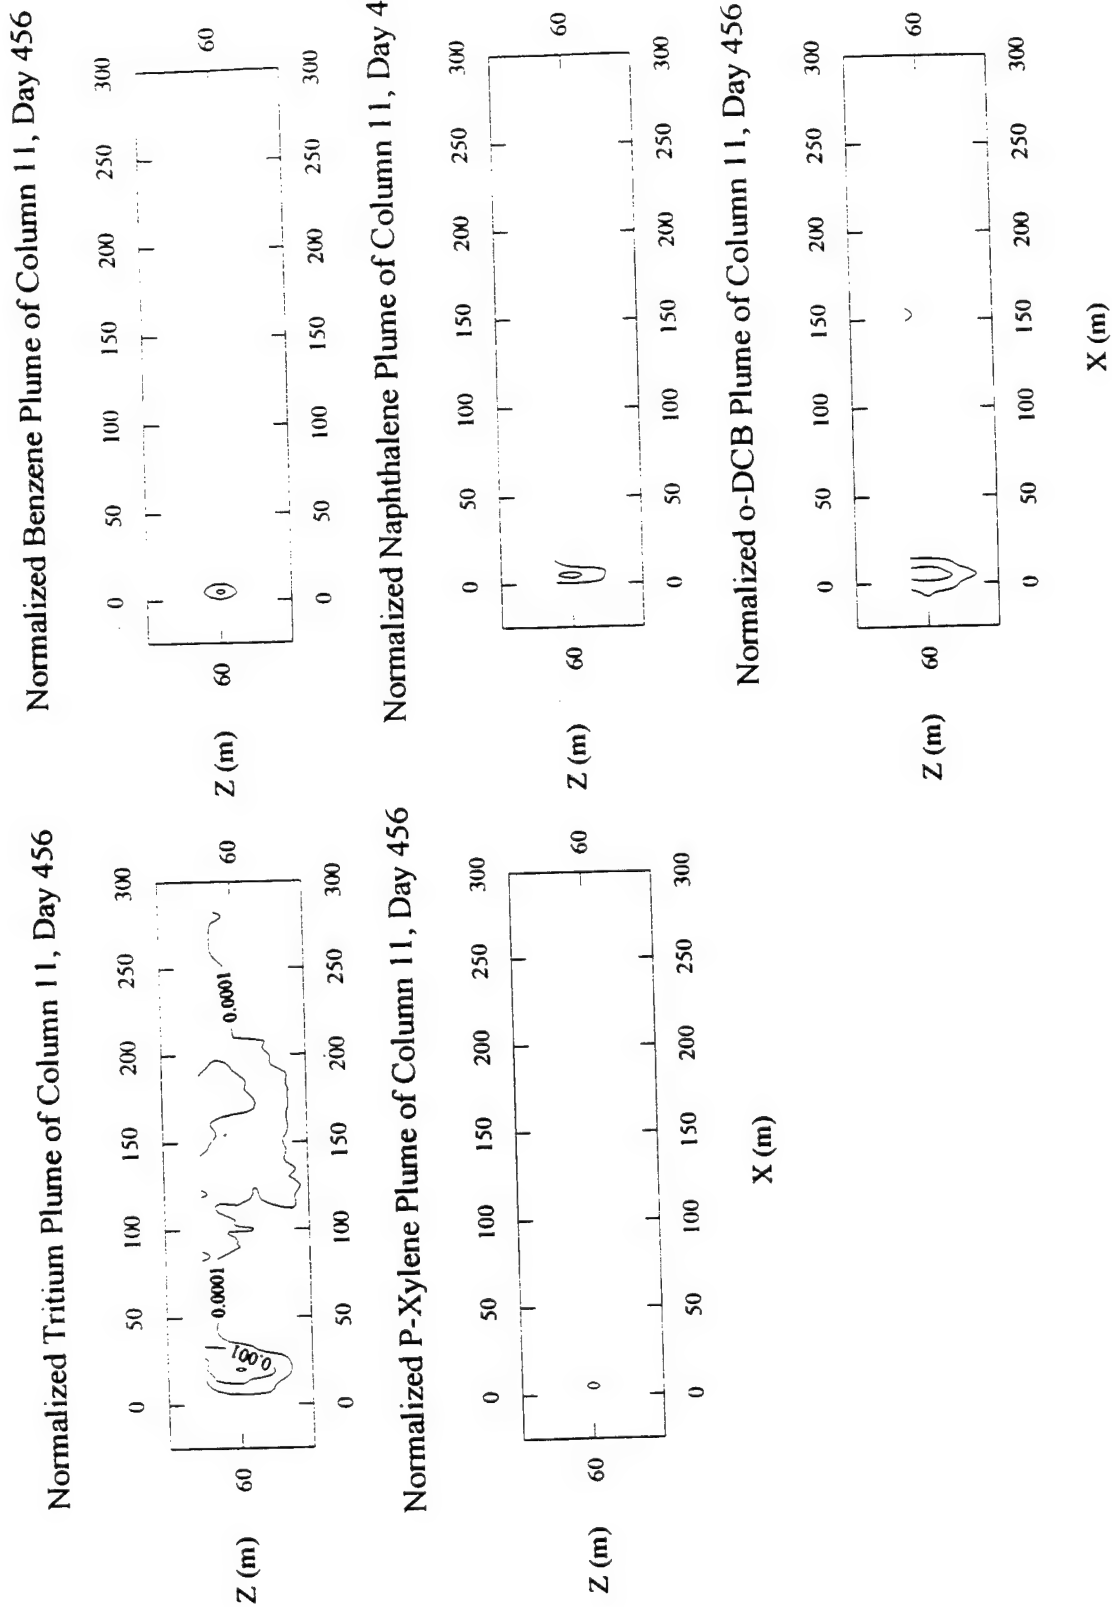 Normalized Tritium Plume of Column 11, Day 456
0 50 100 150 200 250 300
Z (m) 60 60
0.0001
0.001
0.0001
0 50 100 150 200 250 300
Normalized P-Xylene Plume of Column 11, Day 456
0 50 100 150 200 250 300
Z (m) 60 60
0 50 100 150 200 250 300
X (m)
Normalized Benzene Plume of Column 11, Day 456
0 50 100 150 200 250 300
Z (m) 60 60
0 50 100 150 200 250 300
Normalized Naphthalene Plume of Column 11, Day 4
0 50 100 150 200 250 300
Z (m) 60 60
0 50 100 150 200 250 300
Normalized o-DCB Plume of Column 11, Day 456
0 50 100 150 200 250 300
Z (m) 60 60
0 50 100 150 200 250 300
X (m)